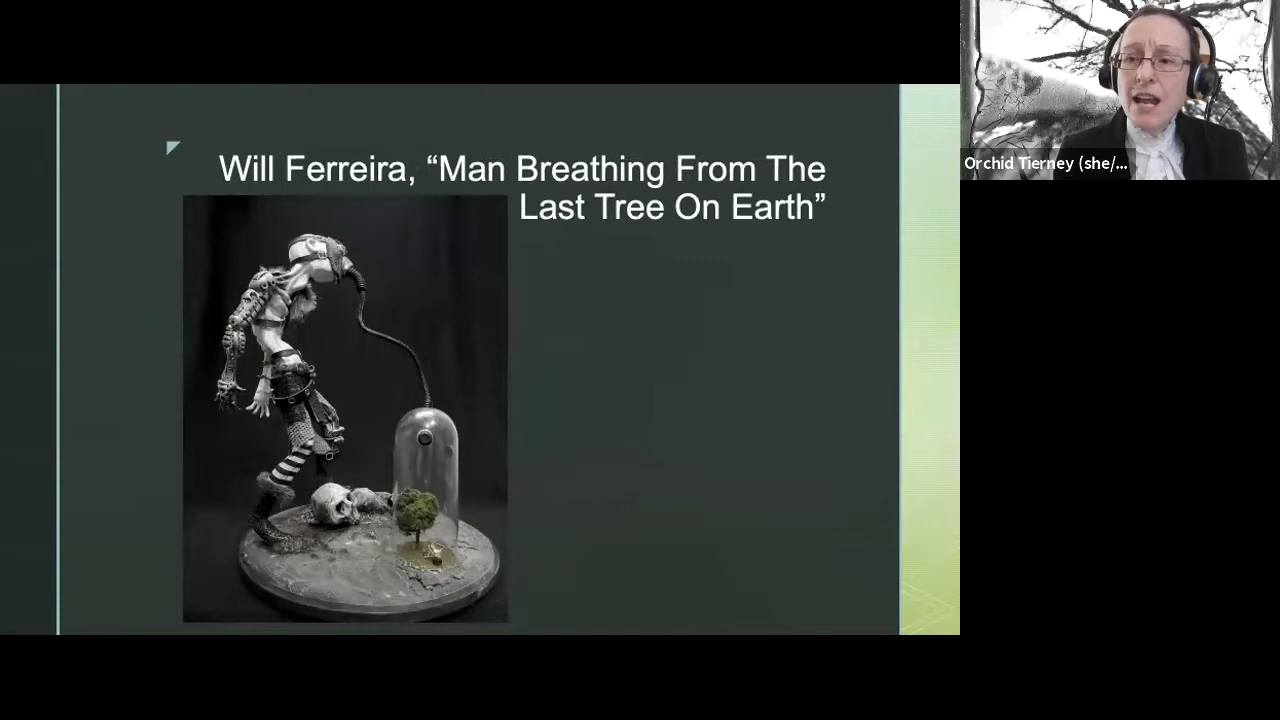 Will Ferreira, “Man Breathing From The
Last Tree On Earth”
Orchid Tierney (she/...